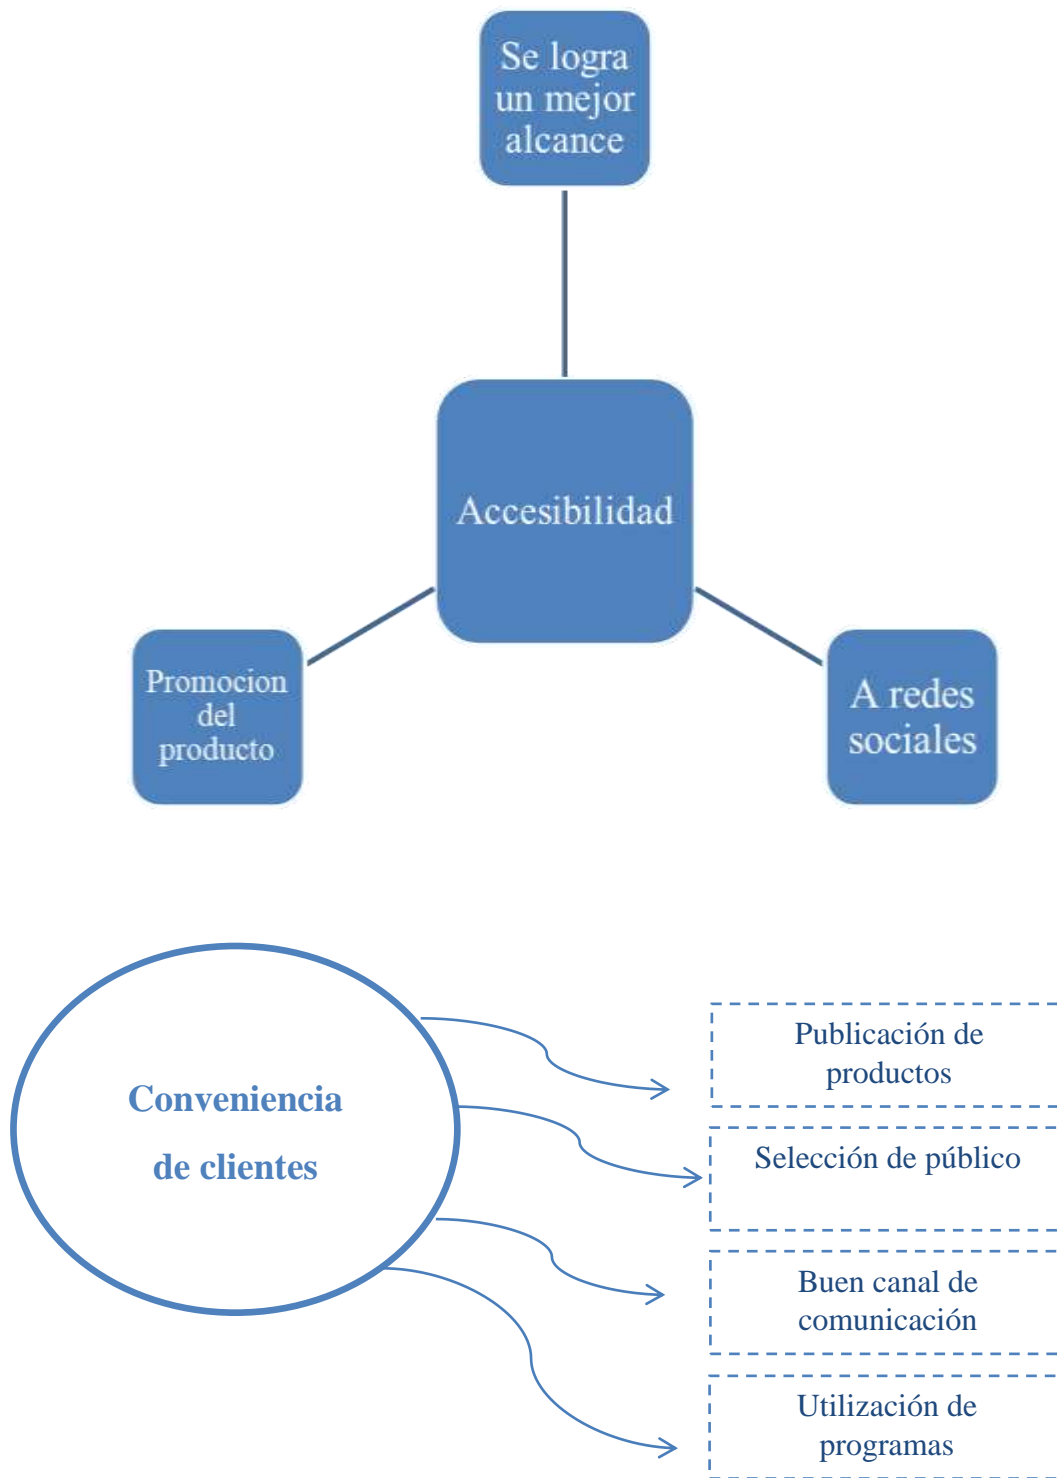 Se logra
un mejor
alcance
Accesibilidad
Promocion
del
producto
A redes
sociales
Conveniencia
de clientes
Publicación de
productos
Selección de público
Buen canal de
comunicación
Utilización de
programas